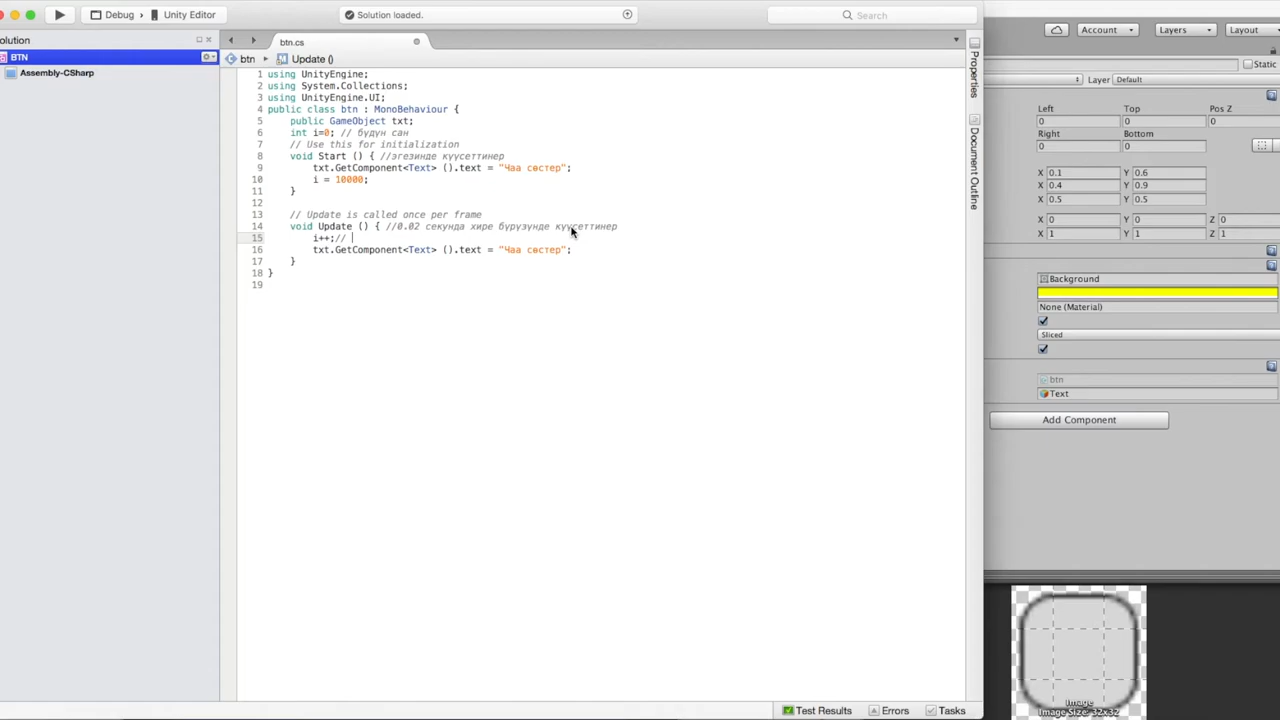 Debug
Unity Editor
Solution loaded.
Search
olution
BTN
Assembly-CSharp
btn.cs
btn
Update ()
1 using UnityEngine;
2 using System.Collections;
3 using UnityEngine.UI;
4 public class btn : MonoBehaviour {
5 public GameObject txt;
6 int i=0; // будун сан
7 // Use this for initialization
8 void Start () { //эгезинде күүсеттинер
9 txt.GetComponent<Text> ().text = "Чаа сөстер";
10 i = 10000;
11 }
12
13 // Update is called once per frame
14 void Update () { //0.02 секунда хире бүрүзүнде күүсеттинер
15 i++;//
16 txt.GetComponent<Text> ().text = "Чаа сөстер";
17 }
18 }
19
Properties
Document Outline
Test Results
Errors
Tasks
Account
Layers
Layout
Static
Layer Default
Left Top Pos Z
0 0 0
Right Bottom
0 0
X 0.1 Y 0.6
X 0.4 Y 0.9
X 0.5 Y 0.5
X 0 Y 0 Z 0
X 1 Y 1 Z 1
Background
None (Material)
Sliced
btn
Text
Add Component
Image
Image Size: 32x32